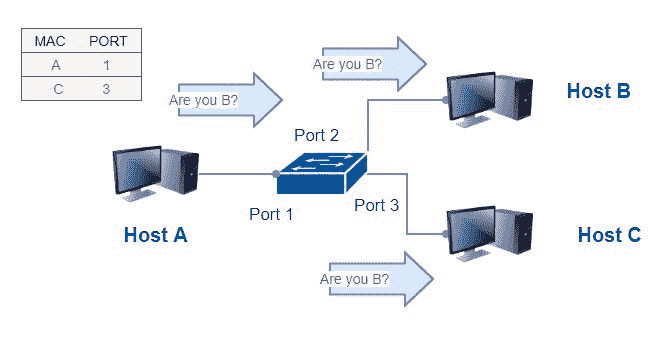 MAC PORT
A 1
C 3
Are you B?
Are you B?
Host B
Port 2
Port 1
Port 3
Host A
Host C
Are you B?